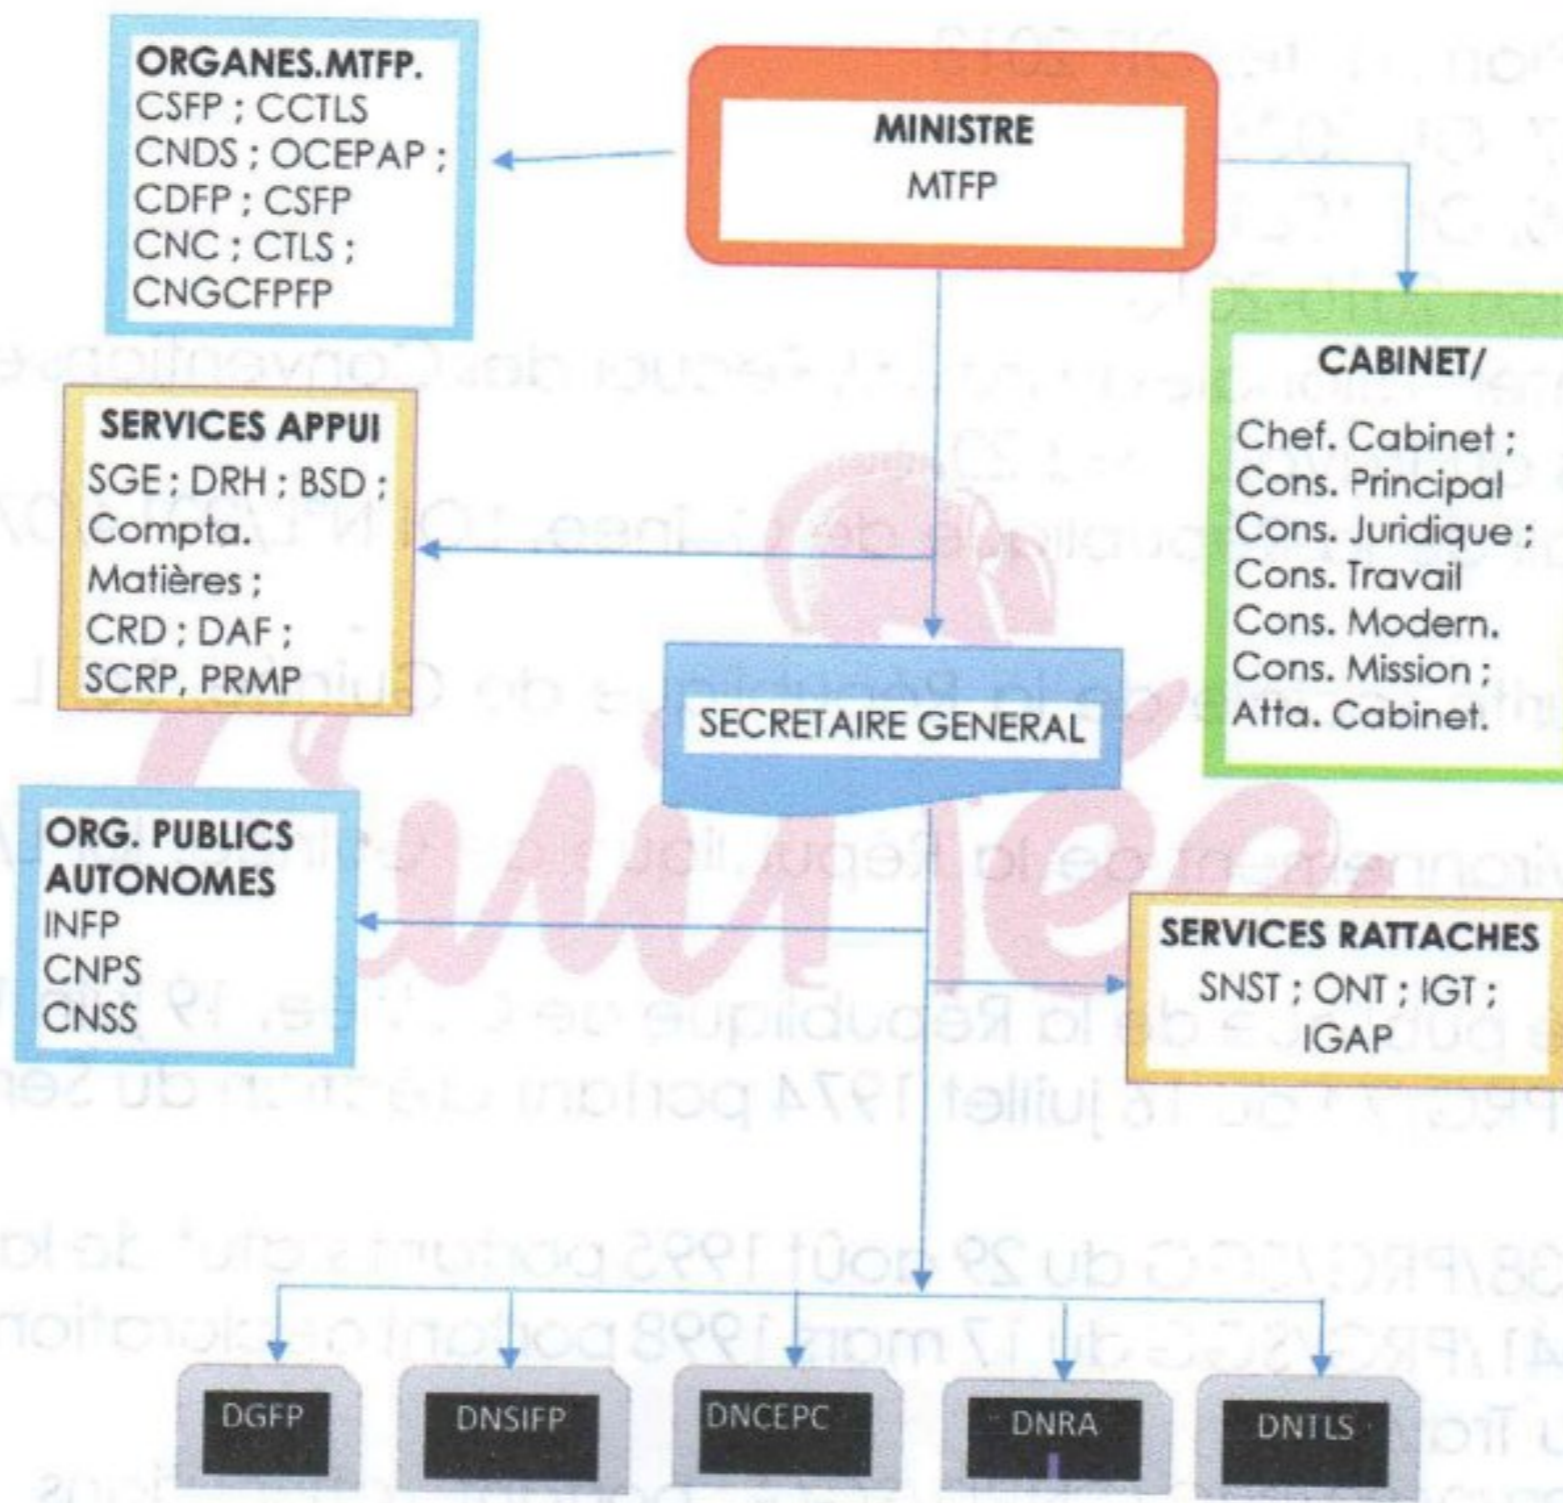 ORGANES.MTFP.
CSFP ; CCTLS
CNDS ; OCEPAP ;
CDFP ; CSFP
CNC ; CTLS ;
CNGCFPFP
MINISTRE
MTFP
CABINET/
Chef. Cabinet ;
Cons. Principal
Cons. Juridique ;
Cons. Travail
Cons. Modern.
Cons. Mission ;
Atta. Cabinet.
SERVICES APPUI
SGE ; DRH ; BSD ;
Compta.
Matières ;
CRD ; DAF ;
SCRP, PRMP
SECRETAIRE GENERAL
ORG. PUBLICS
AUTONOMES
INFP
CNPS
CNSS
SERVICES RATTACHES
SNST ; ONT ; IGT ;
IGAP
DGFP
DNSIFP
DNCEPC
DNRA
DNTLS